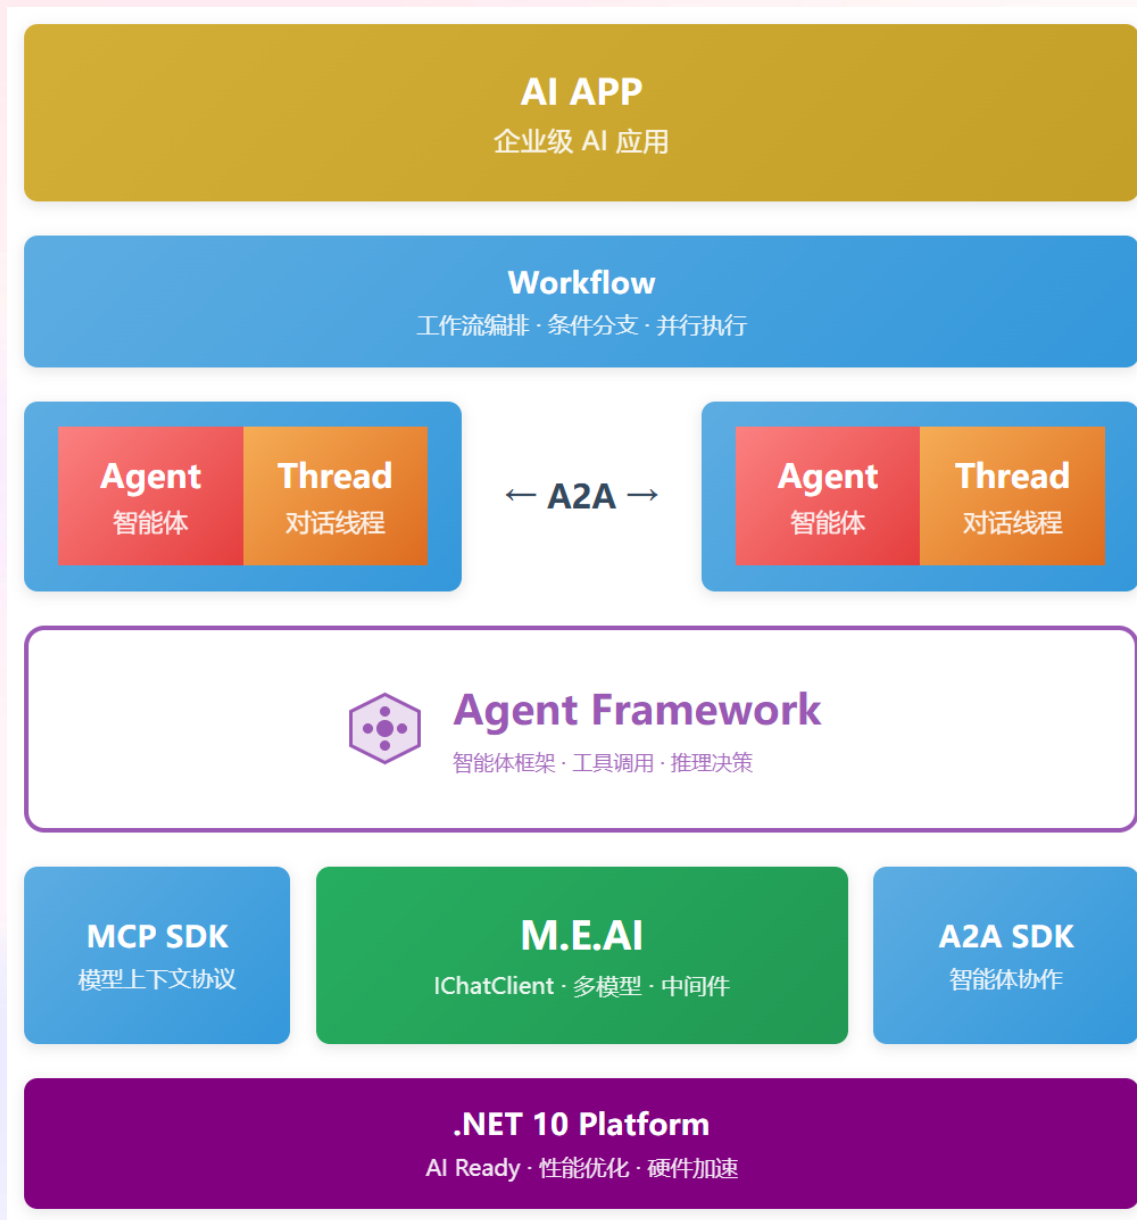 AI APP
企业级 AI 应用
Workflow
工作流编排 · 条件分支 · 并行执行
Agent
智能体
Thread
对话线程
← A2A →
Agent
智能体
Thread
对话线程
Agent Framework
智能体框架 · 工具调用 · 推理决策
MCP SDK
模型上下文协议
M.E.AI
IChatClient · 多模型 · 中间件
A2A SDK
智能体协作
.NET 10 Platform
AI Ready · 性能优化 · 硬件加速